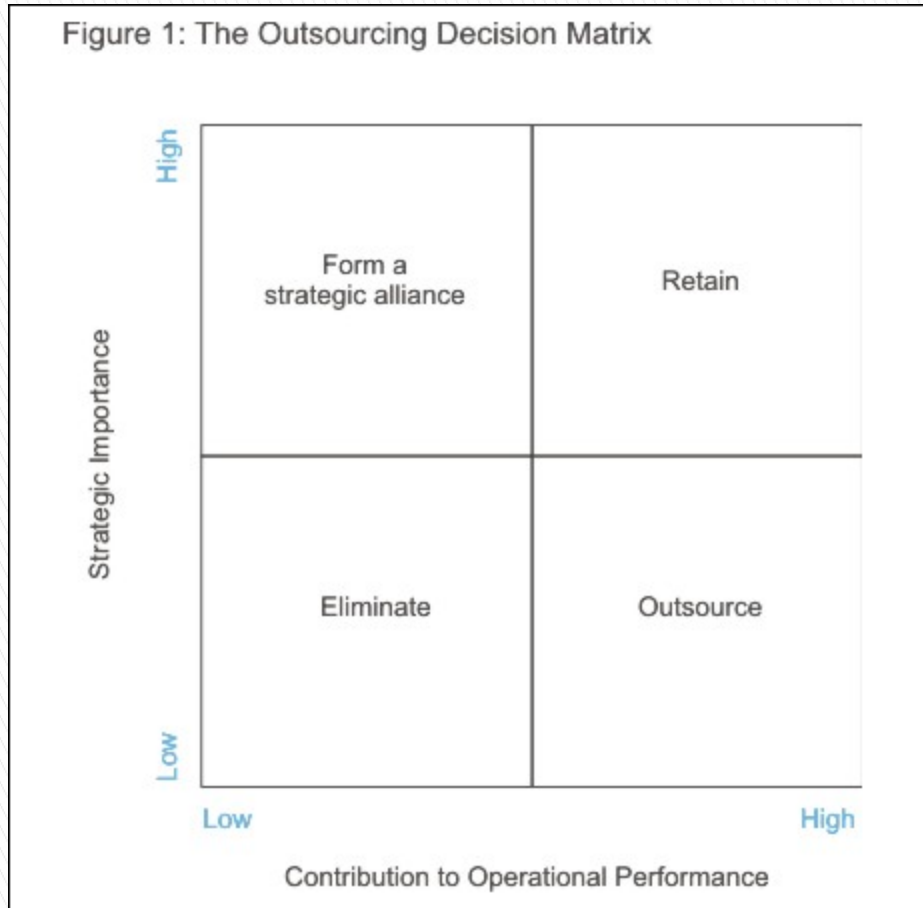 Figure 1: The Outsourcing Decision Matrix
High
Form a
strategic alliance
Retain
Strategic Importance
Eliminate
Outsource
Low
Low
High
Contribution to Operational Performance